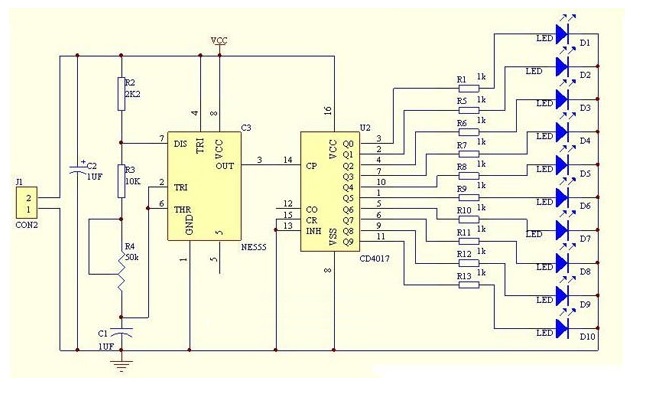 VCC
LED
D1
LED
D2
D3
LED
D4
LED
D5
LED
D6
LED
D7
LED
D8
LED
D9
LED
D10
LED
R1 1k
R5 1k
R6 1k
R7 1k
R8 1k
R9 1k
R10 1k
R11 1k
R12 1k
R13 1k
R2
2K2
R3
10K
R4
50k
C2
1UF
+
C1
1UF
J1
2
1
CON2
C3
4
8
7 DIS
TRI
VCC
OUT 3
2 TRI
6 THR
GND
5
NE555
1
5
U2
16
14 CP
VCC
12 CO
15 CR
13 INH
VSS
8
CD4017
Q0 3
Q1 2
Q2 4
Q3 7
Q4 10
Q5 1
Q6 5
Q7 6
Q8 9
Q9 11